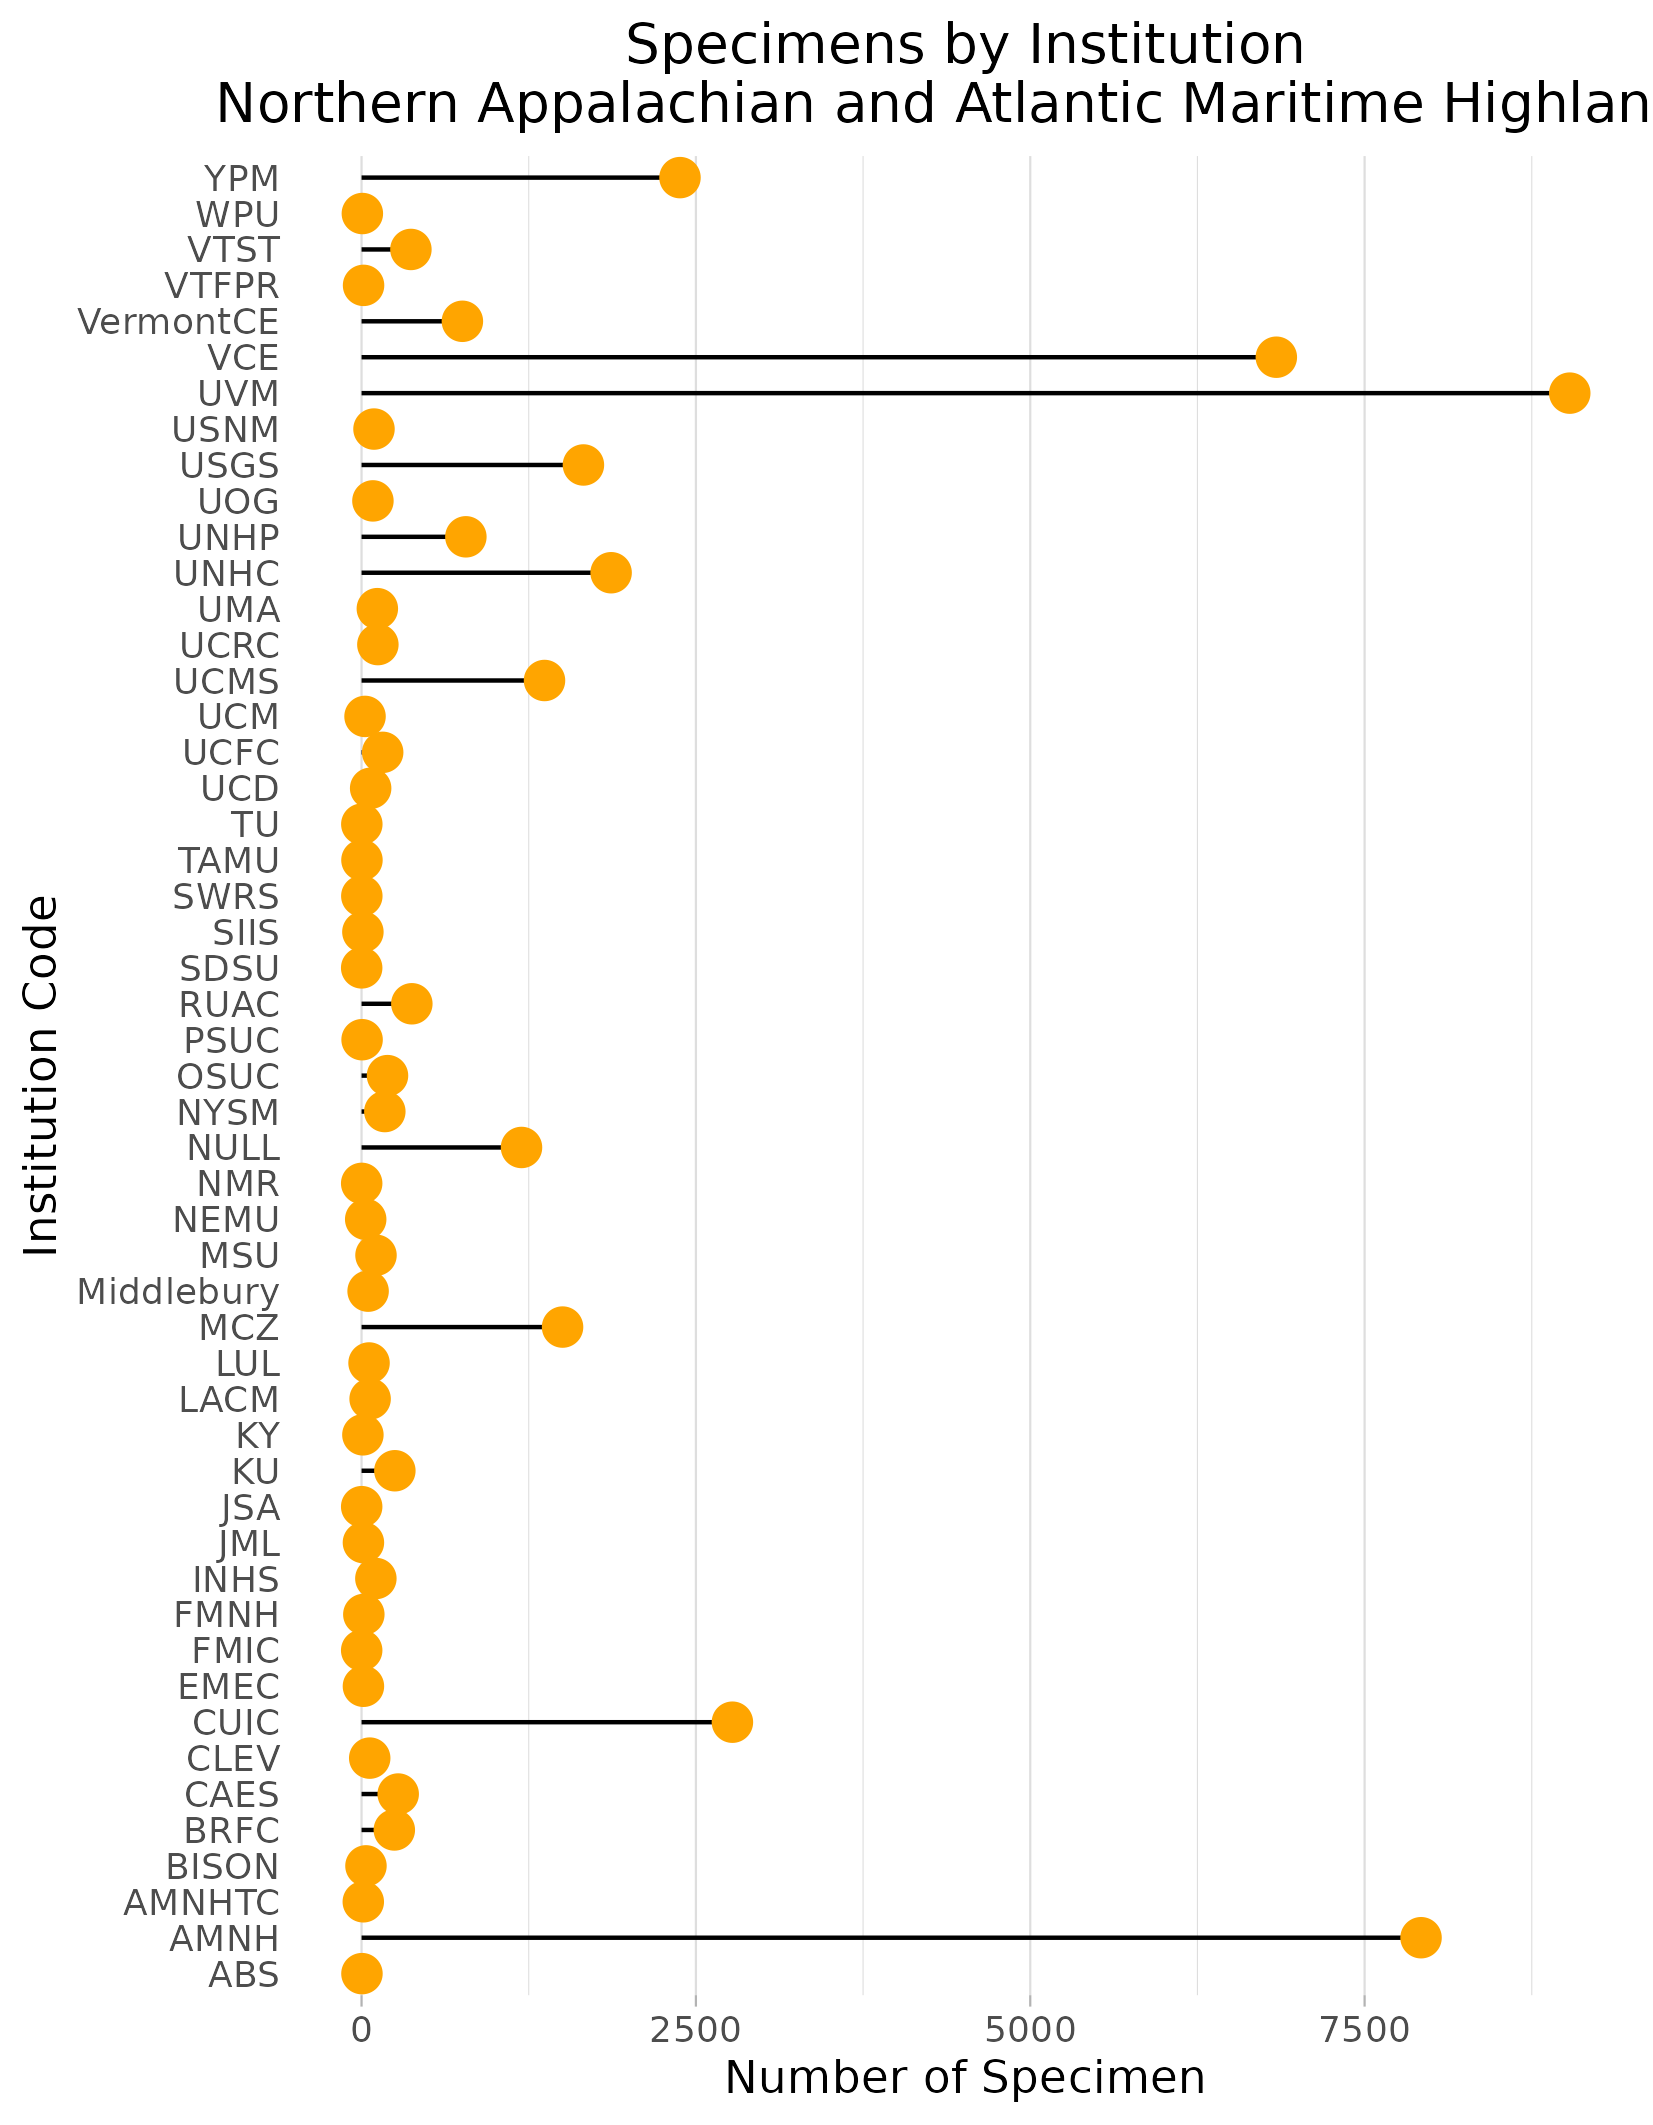 Specimens by Institution
Northern Appalachian and Atlantic Maritime Highlan
YPM
WPU
VTST
VTFPR
VermontCE
VCE
UVM
USNM
USGS
UOG
UNHP
UNHC
UMA
UCRC
UCMS
UCM
UCFC
UCD
TU
TAMU
SWRS
SIIS
SDSU
RUAC
PSUC
OSUC
NYSM
NULL
NMR
NEMU
MSU
Middlebury
MCZ
LUL
LACM
KY
KU
JSA
JML
INHS
FMNH
FMIC
EMEC
CUIC
CLEV
CAES
BRFC
BISON
AMNHTC
AMNH
ABS
Institution Code
0 2500 5000 7500
Number of Specimen